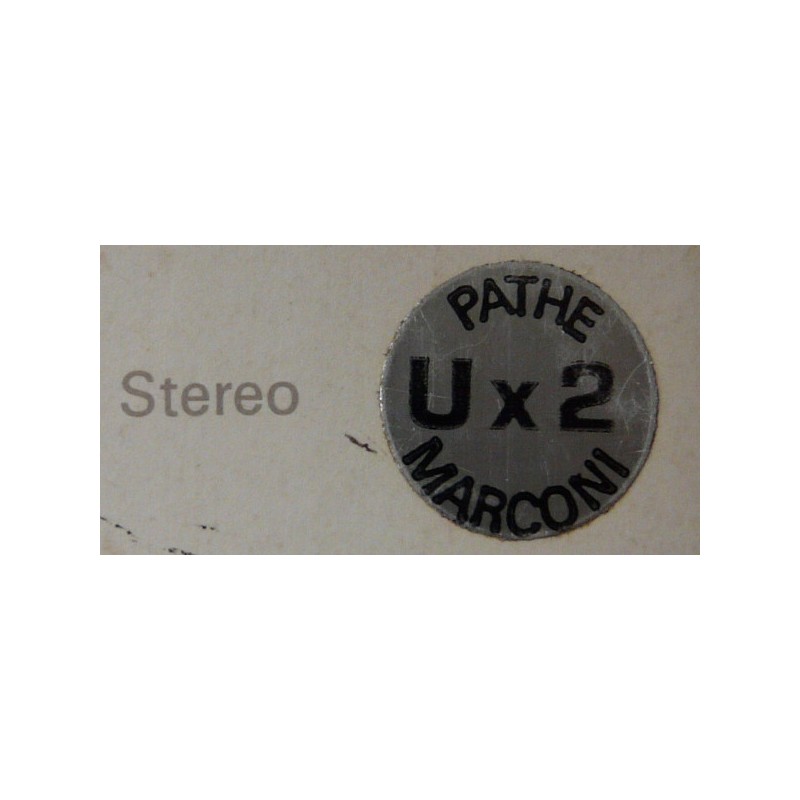 Stereo
PATHE
U x 2
MARCONI